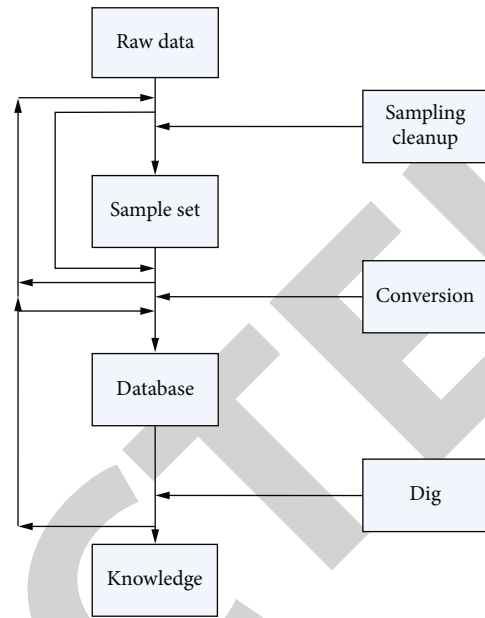 Raw data
Sampling
cleanup
Sample set
Conversion
Database
Dig
Knowledge